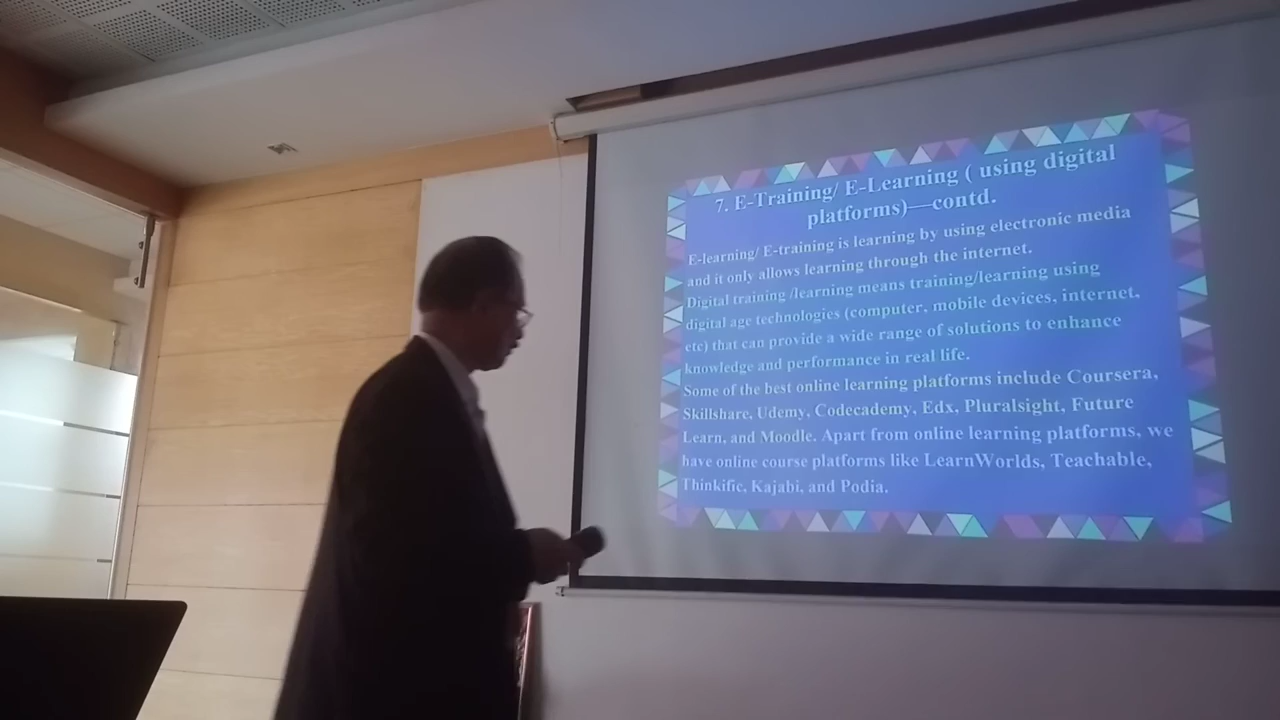 7. E-Training/ E-Learning ( using digital
platforms)—contd.
E-learning/ E-training is learning by using electronic media
and it only allows learning through the internet.
Digital training /learning means training/learning using
digital age technologies (computer, mobile devices, internet,
etc) that can provide a wide range of solutions to enhance
knowledge and performance in real life.
Some of the best online learning platforms include Coursera,
Skillshare, Udemy, Codecademy, Edx, Pluralsight, Future
Learn, and Moodle. Apart from online learning platforms, we
have online course platforms like LearnWorlds, Teachable,
Thinkific, Kajabi, and Podia.